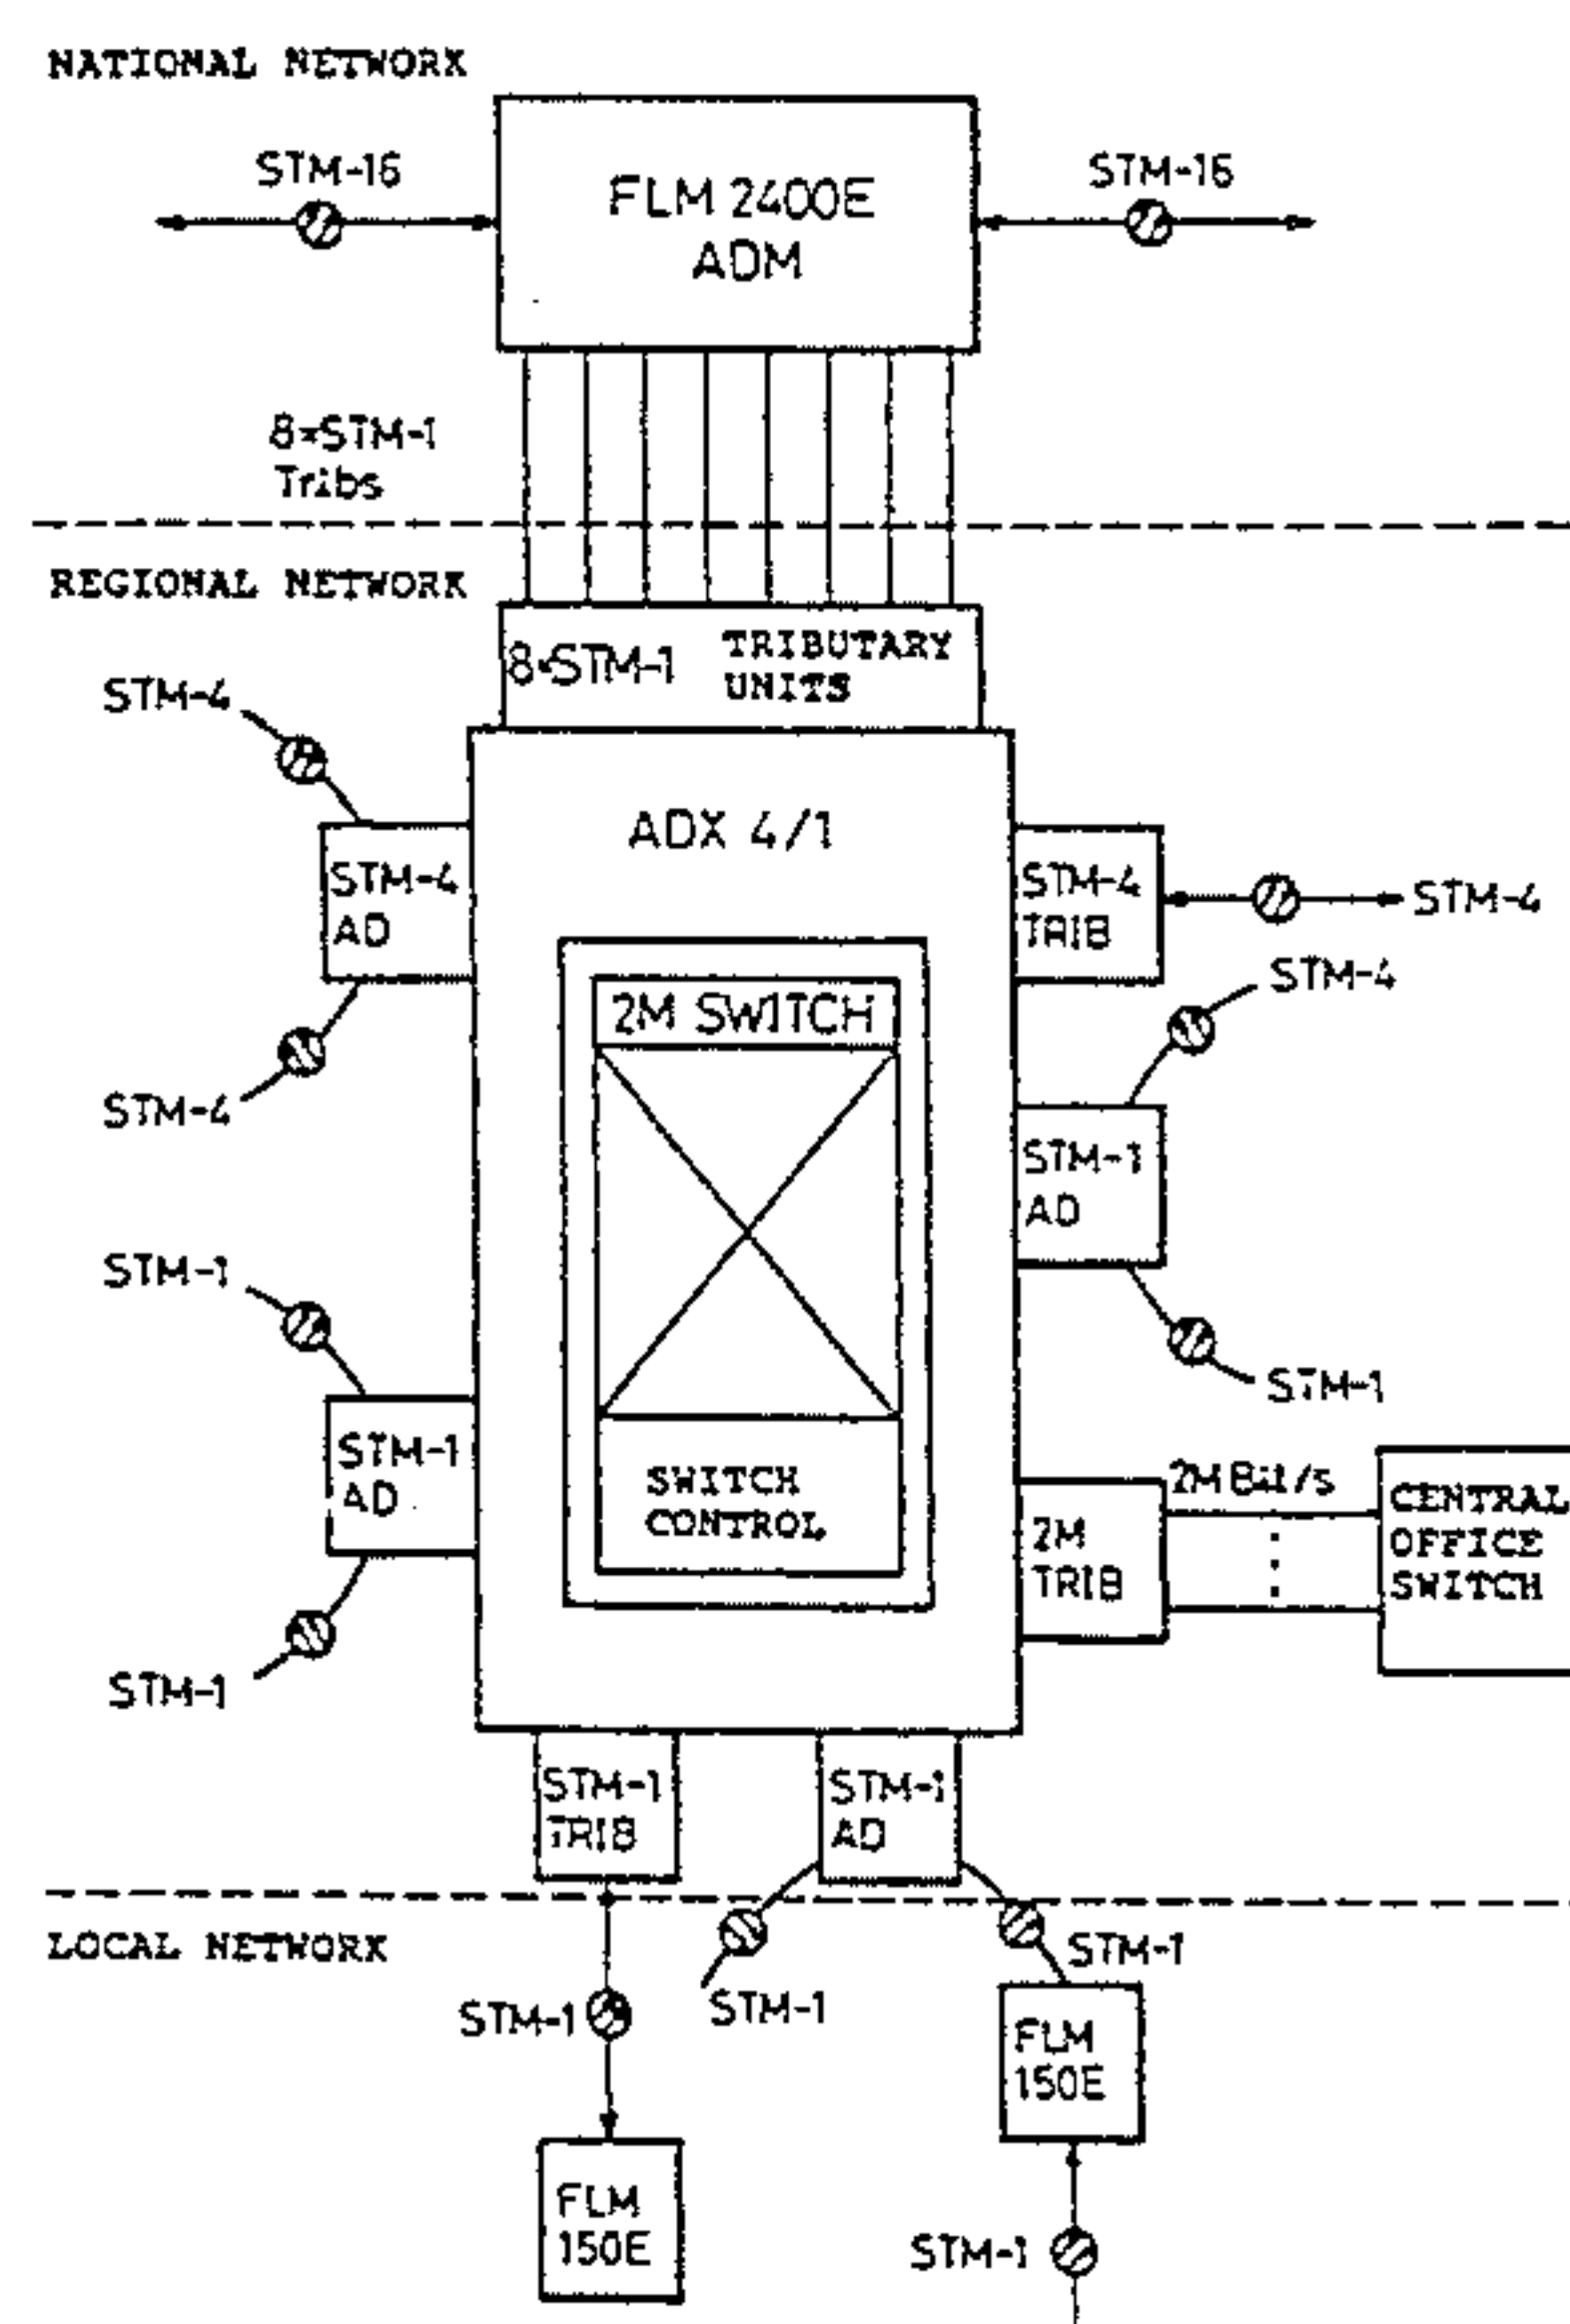 NATIONAL NETWORK
STM-16
STM-16
FLM 2400E
ADM
8×STM-1
Tribs
REGIONAL NETWORK
8×STM-1
TRIBUTARY
UNITS
STM-4
ADX 4/1
STM-4
AD
STM-4
TRIB
STM-4
STM-4
2M SWITCH
STM-4
STM-1
AD
STM-1
STM-1
STM-1
AD
SWITCH
CONTROL
2M
TRIB
2MBit/s
CENTRAL
OFFICE
SWITCH
STM-1
STM-1
TRIB
STM-1
AD
LOCAL NETWORK
STM-1
STM-1
STM-1
FLM
150E
FLM
150E
STM-1